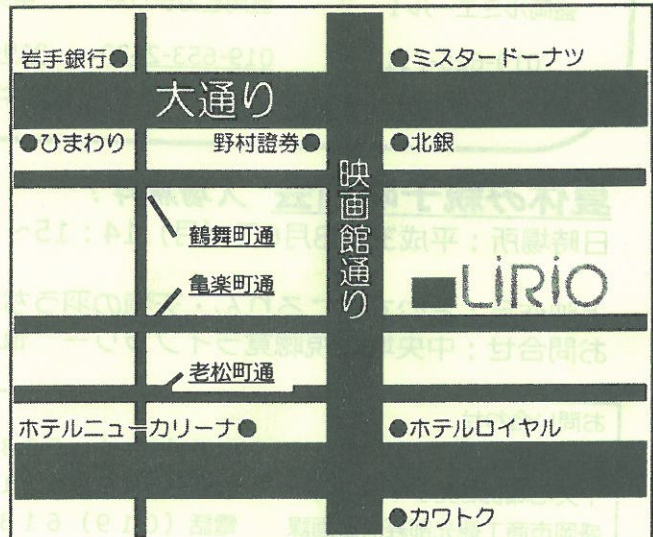 岩手銀行●
●ミスタードーナツ
大通り
●ひまわり
野村證券●
●北銀
映画館通り
鶴舞町通
亀楽町通
LiRiO
老松町通
ホテルニューカリーナ●
●ホテルロイヤル
●カワトク